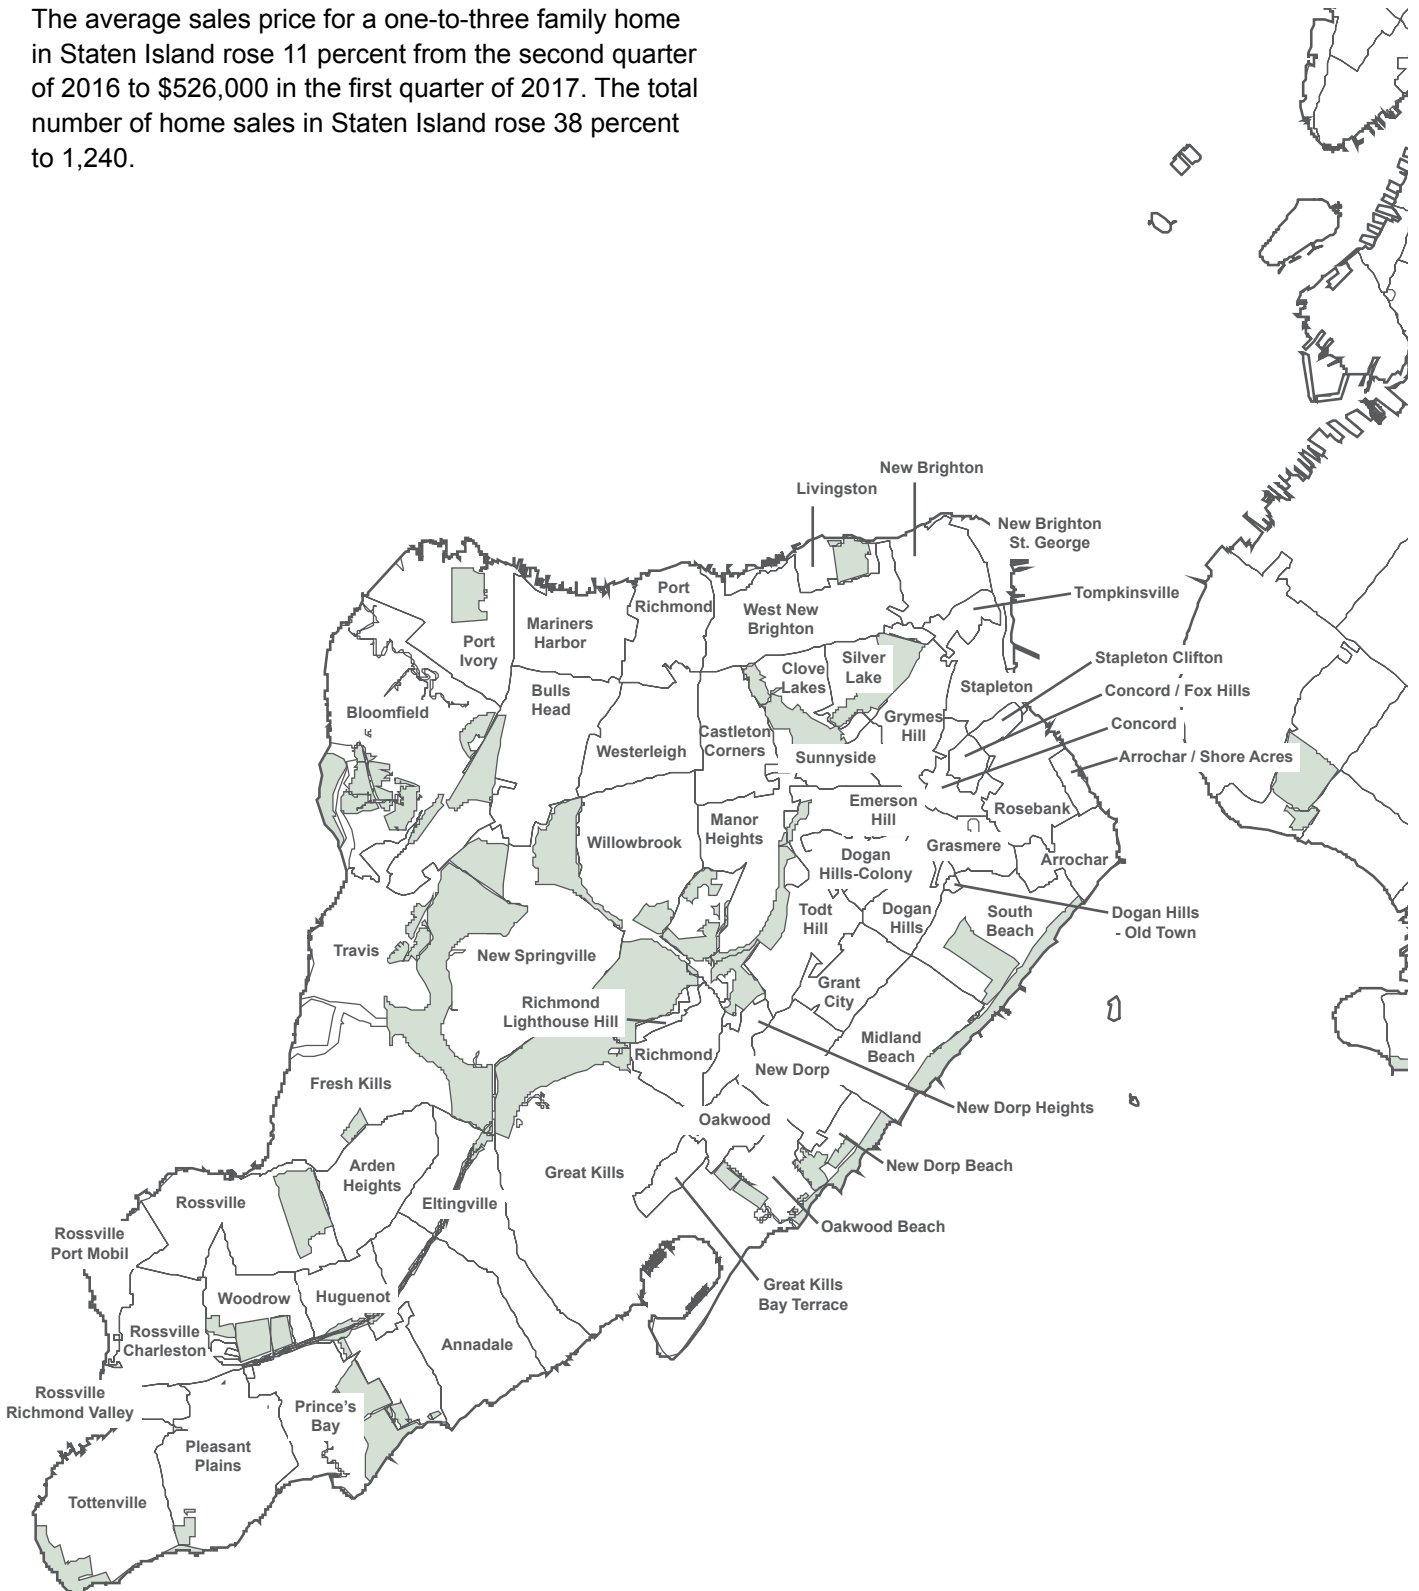 The average sales price for a one-to-three family home
in Staten Island rose 11 percent from the second quarter
of 2016 to $526,000 in the first quarter of 2017. The total
number of home sales in Staten Island rose 38 percent
to 1,240.
New Brighton
Livingston
New Brighton
St. George
Port
Richmond
Tompkinsville
West New
Brighton
Mariners
Harbor
Port
Ivory
Stapleton Clifton
Silver
Lake
Clove
Lakes
Stapleton
Concord / Fox Hills
Bulls
Head
Bloomfield
Grymes
Hill
Concord
Castleton
Corners
Westerleigh
Sunnyside
Arrochar / Shore Acres
Emerson
Hill
Rosebank
Manor
Heights
Willowbrook
Grasmere
Dogan
Hills-Colony
Arrochar
Todt
Hill
Dogan
Hills
South
Beach
Dogan Hills
- Old Town
Travis
New Springville
Grant
City
Richmond
Lighthouse Hill
Midland
Beach
Richmond
New Dorp
Fresh Kills
New Dorp Heights
Oakwood
New Dorp Beach
Great Kills
Arden
Heights
Rossville
Eltingville
Oakwood Beach
Rossville
Port Mobil
Great Kills
Bay Terrace
Woodrow
Huguenot
Rossville
Charleston
Annadale
Rossville
Richmond Valley
Prince's
Bay
Pleasant
Plains
Tottenville